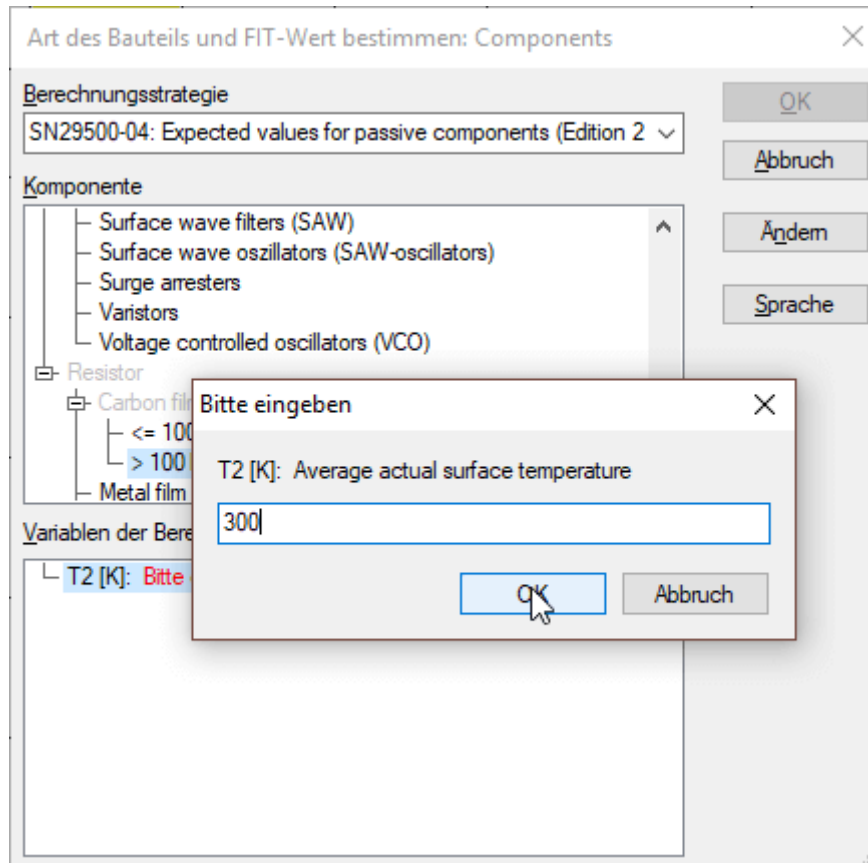 Art des Bauteils und FIT-Wert bestimmen: Components
Berechnungsstrategie
SN29500-04: Expected values for passive components (Edition 2
OK
Abbruch
Ändern
Sprache
Komponente
Surface wave filters (SAW)
Surface wave oszillators (SAW-oscillators)
Surge arresters
Varistors
Voltage controlled oscillators (VCO)
Resistor
Carbon film
<= 100
> 100
Metal film
Variablen der Bere
T2 [K]: Bitte
Bitte eingeben
T2 [K]: Average actual surface temperature
300
OK
Abbruch